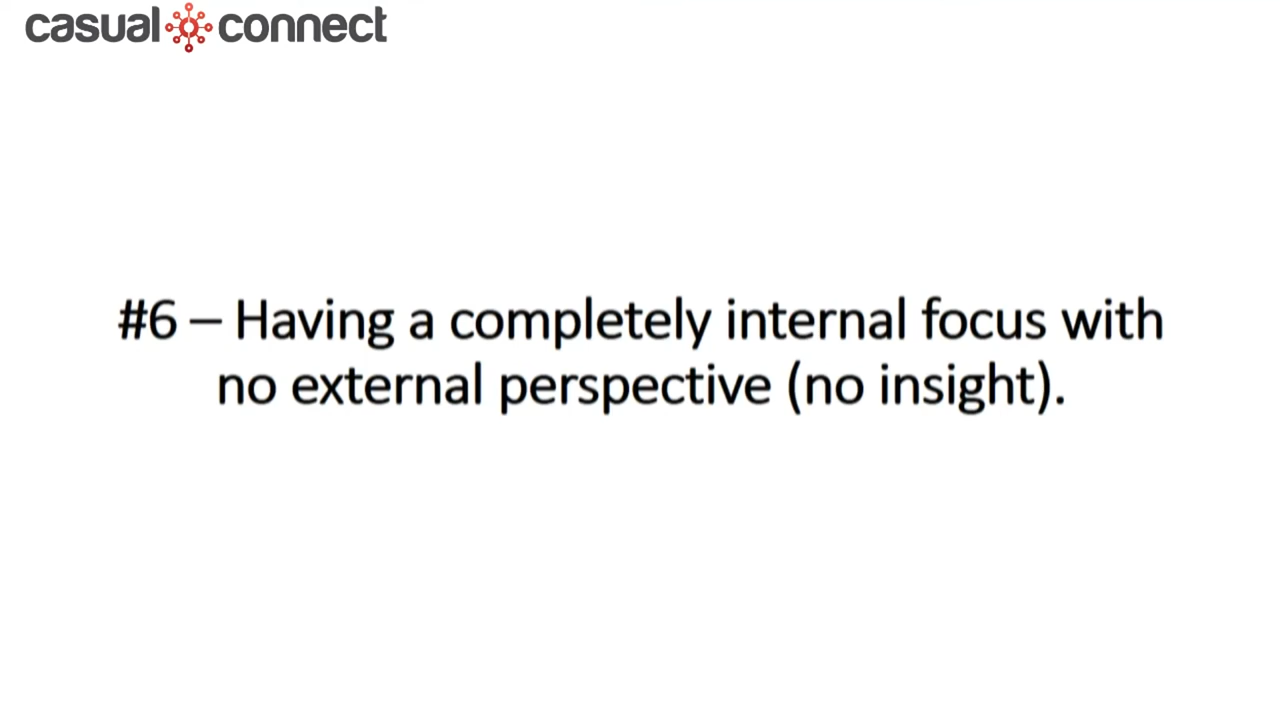 casual connect
#6 – Having a completely internal focus with
no external perspective (no insight).